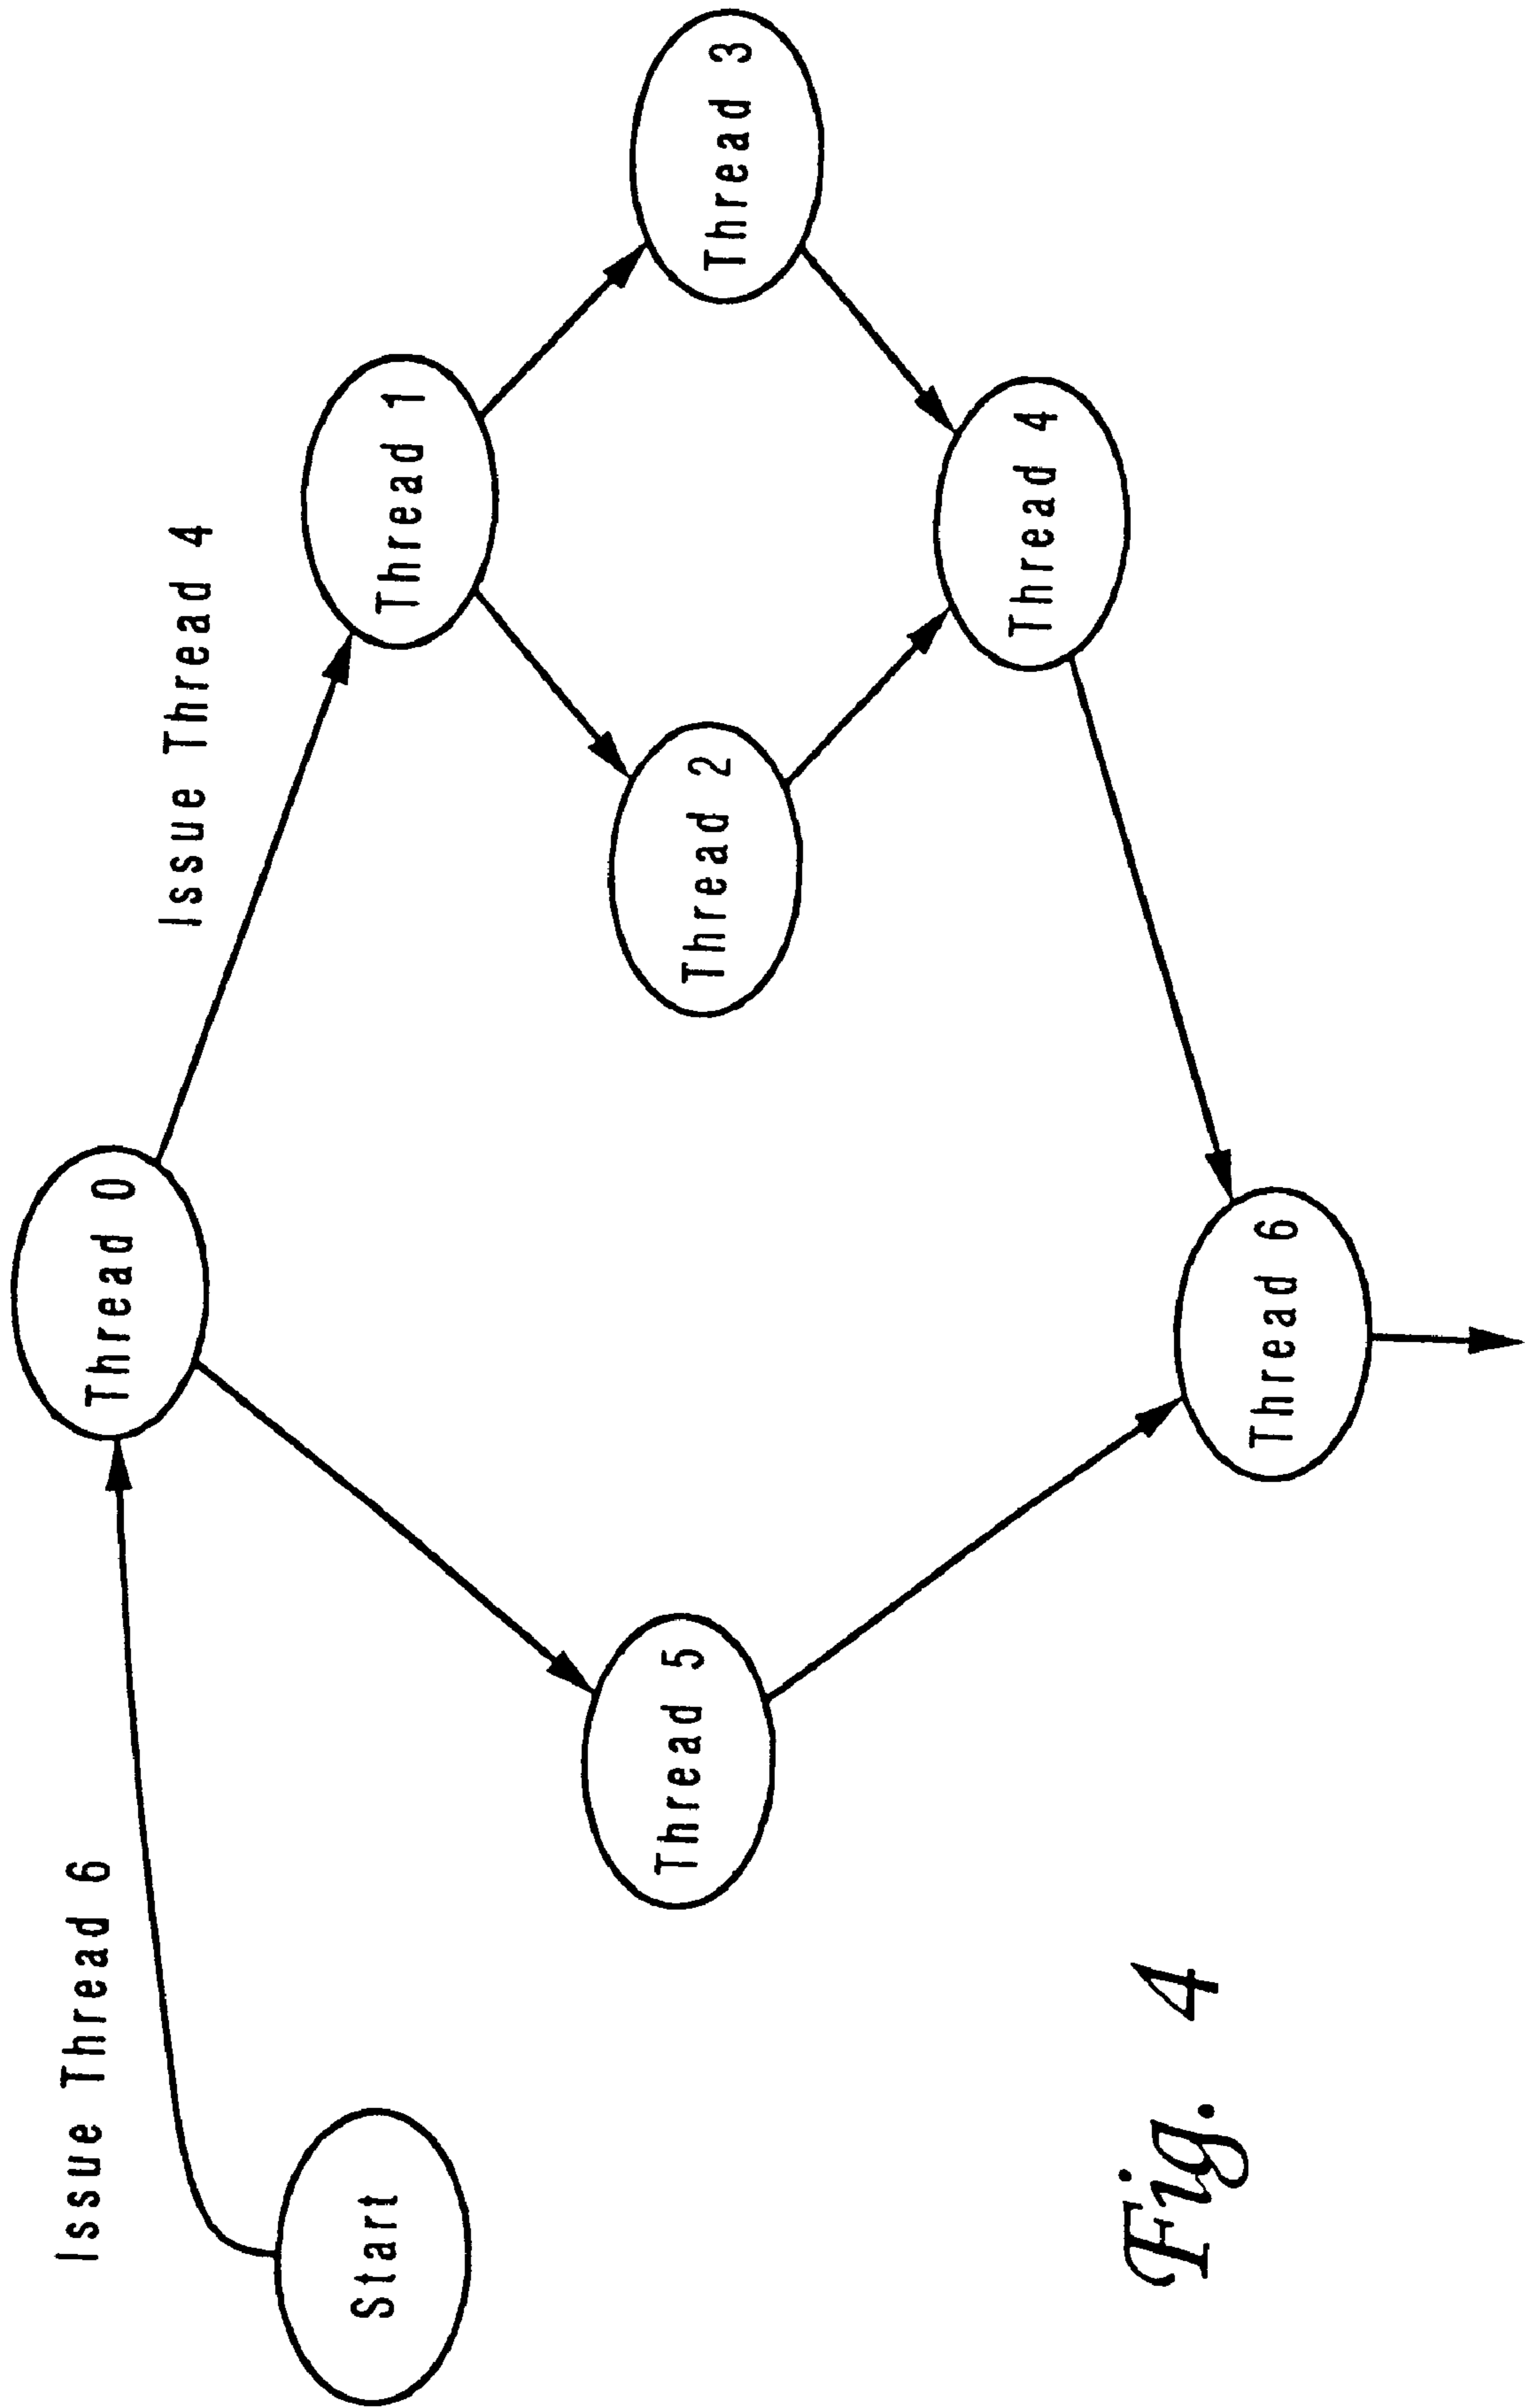 Issue Thread 6
Thread 0
Issue Thread 4
Start
Thread 1
Thread 5
Thread 2
Thread 3
Thread 4
Thread 6
Fig. 4